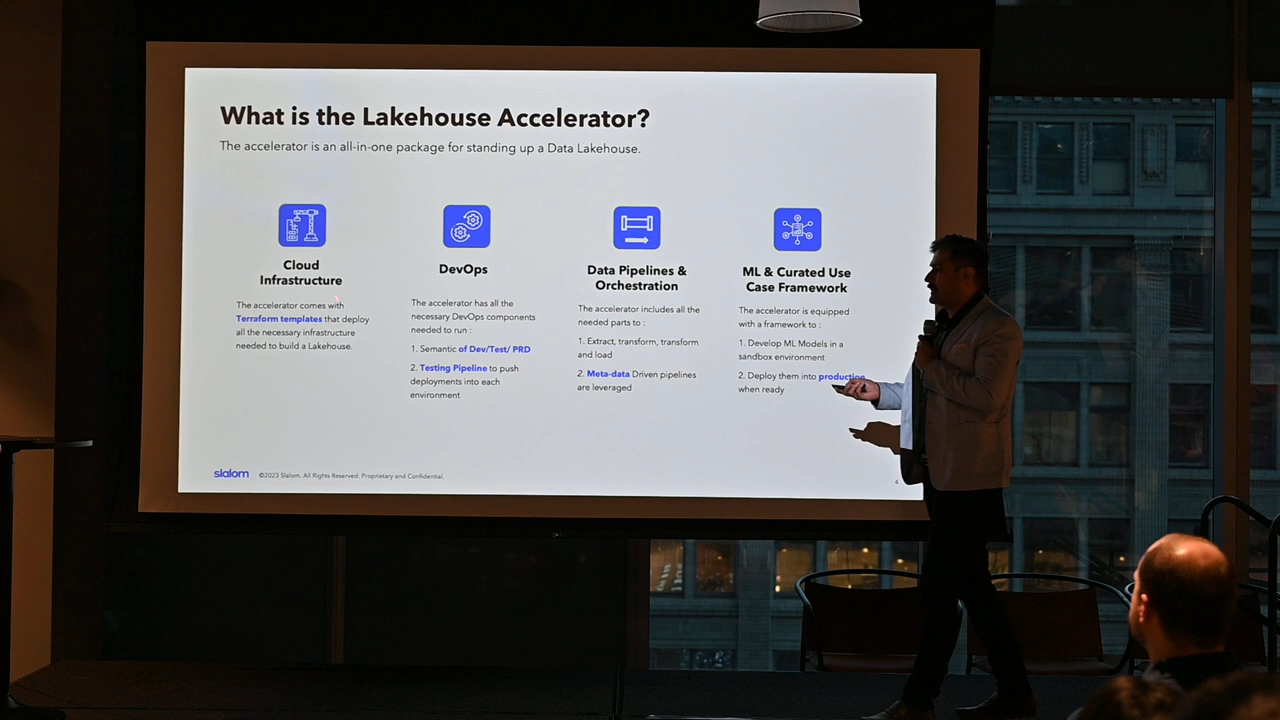 What is the Lakehouse Accelerator?
The accelerator is an all-in-one package for standing up a Data Lakehouse.
Cloud
Infrastructure
The accelerator comes with
Terraform templates that deploy
all the necessary infrastructure
needed to build a Lakehouse.
DevOps
The accelerator has all the
necessary DevOps components
needed to run :
1. Semantic of Dev/Test/ PRD
2. Testing Pipeline to push
deployments into each
environment
Data Pipelines &
Orchestration
The accelerator includes all the
needed parts to :
1. Extract, transform, transform
and load
2. Meta-data Driven pipelines
are leveraged
ML & Curated Use
Case Framework
The accelerator is equipped
with a framework to :
1. Develop ML Models in a
sandbox environment
2. Deploy them into production
when ready
slalom ©2023 Slalom. All Rights Reserved. Proprietary and Confidential.
4